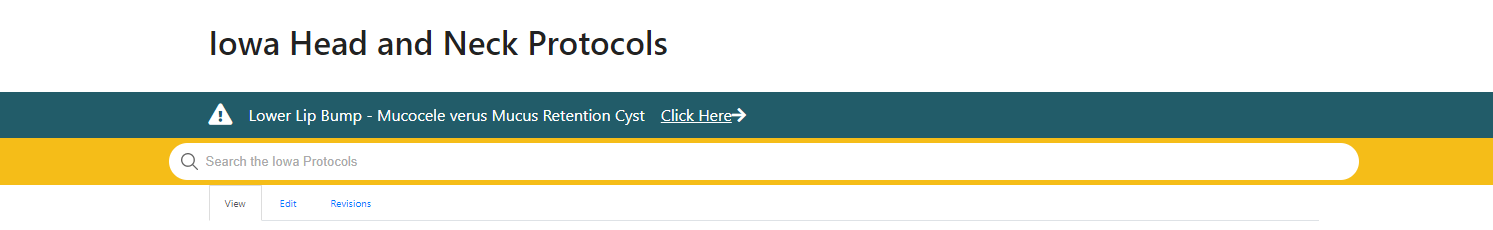 Iowa Head and Neck Protocols
Lower Lip Bump - Mucocele verus Mucus Retention Cyst Click Here
Search the Iowa Protocols
View Edit Revisions